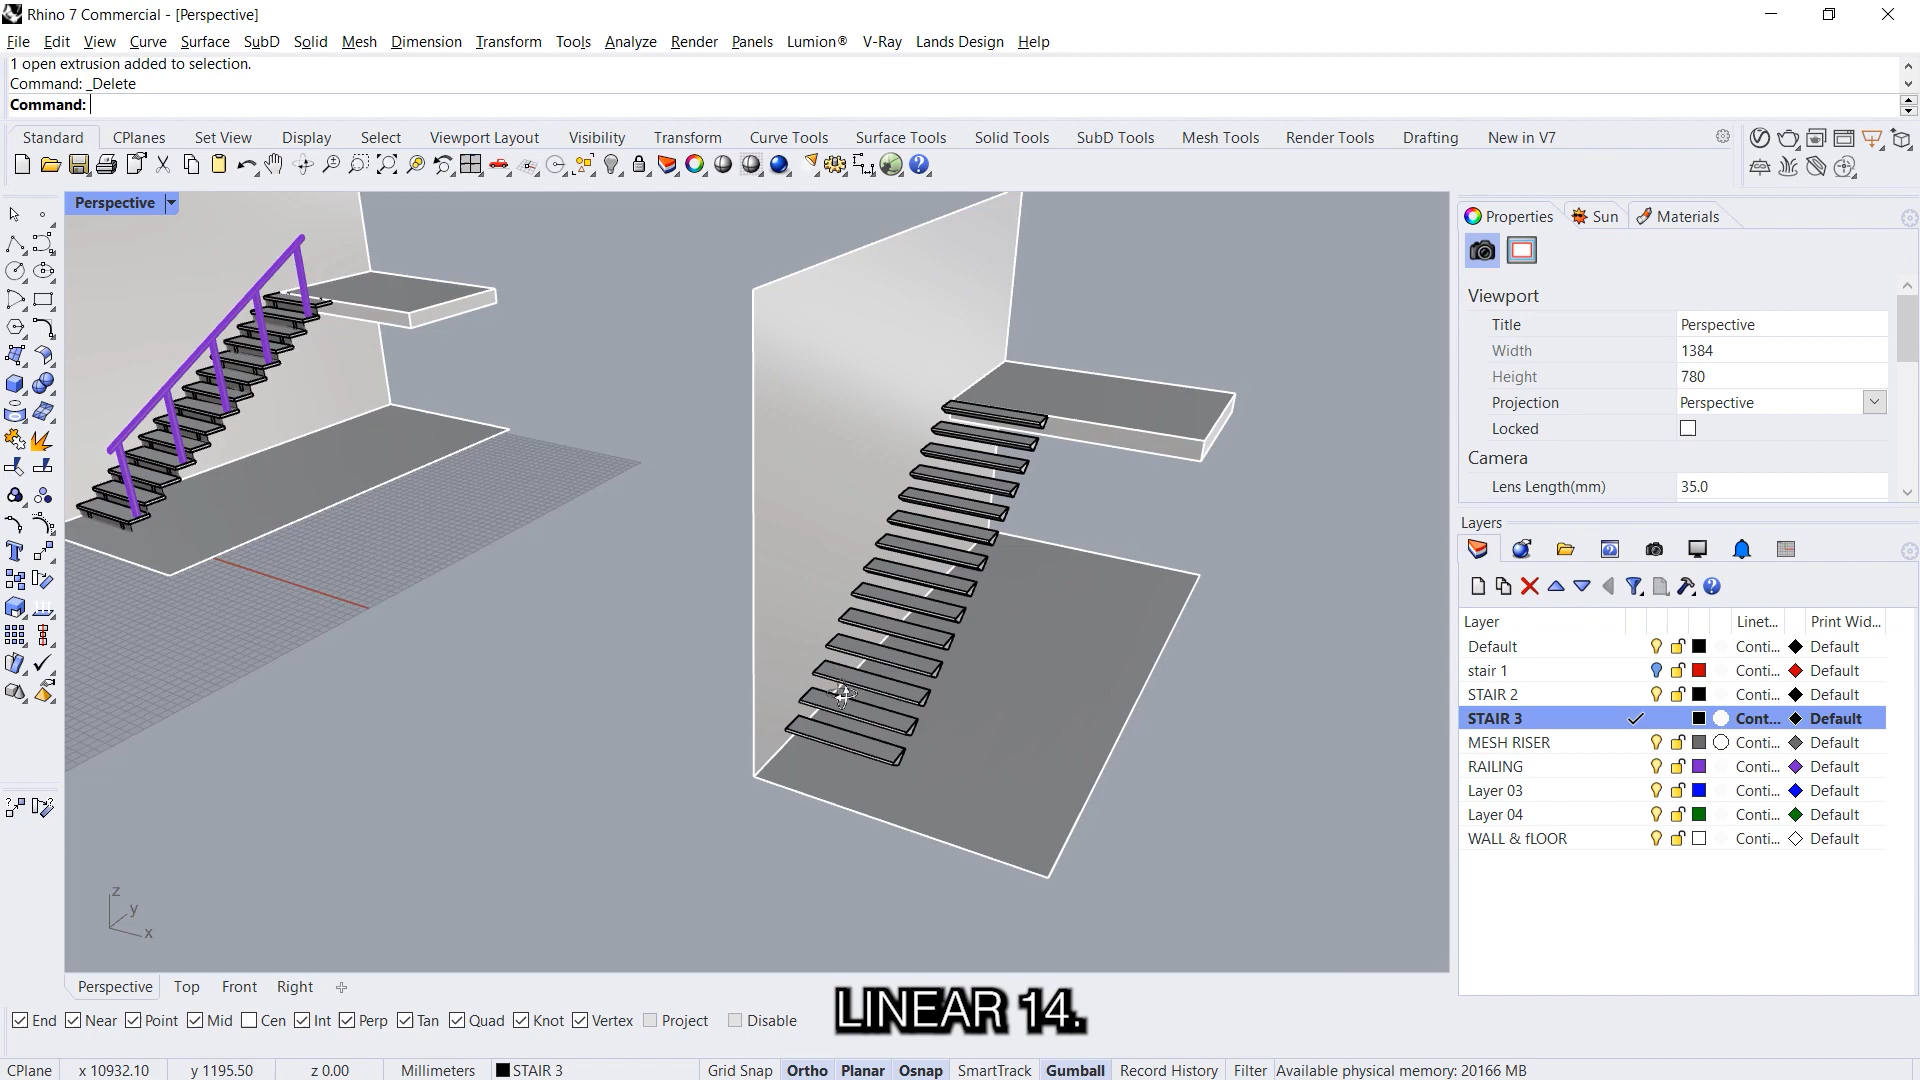 Rhino 7 Commercial - [Perspective]
File Edit View Curve Surface SubD Solid Mesh Dimension Transform Tools Analyze Render Panels Lumion® V-Ray Lands Design Help
1 open extrusion added to selection.
Command: _Delete
Command:
Standard CPlanes Set View Display Select Viewport Layout Visibility Transform Curve Tools Surface Tools Solid Tools SubD Tools Mesh Tools Render Tools Drafting New in V7
Perspective
Properties Sun Materials
Viewport
Title Perspective
Width 1384
Height 780
Projection Perspective
Locked
Camera
Lens Length(mm) 35.0
Layers
Layer Linet... Print Wid...
Default Conti... Default
stair 1 Conti... Default
STAIR 2 Conti... Default
STAIR 3 Cont... Default
MESH RISER Conti... Default
RAILING Conti... Default
Layer 03 Conti... Default
Layer 04 Conti... Default
WALL & fLOOR Conti... Default
z
y
x
Perspective Top Front Right
LINEAR 14.
End Near Point Mid Cen Int Perp Tan Quad Knot Vertex Project Disable
CPlane x 10932.10 y 1195.50 z 0.00 Millimeters STAIR 3 Grid Snap Ortho Planar Osnap SmartTrack Gumball Record History Filter Available physical memory: 20166 MB